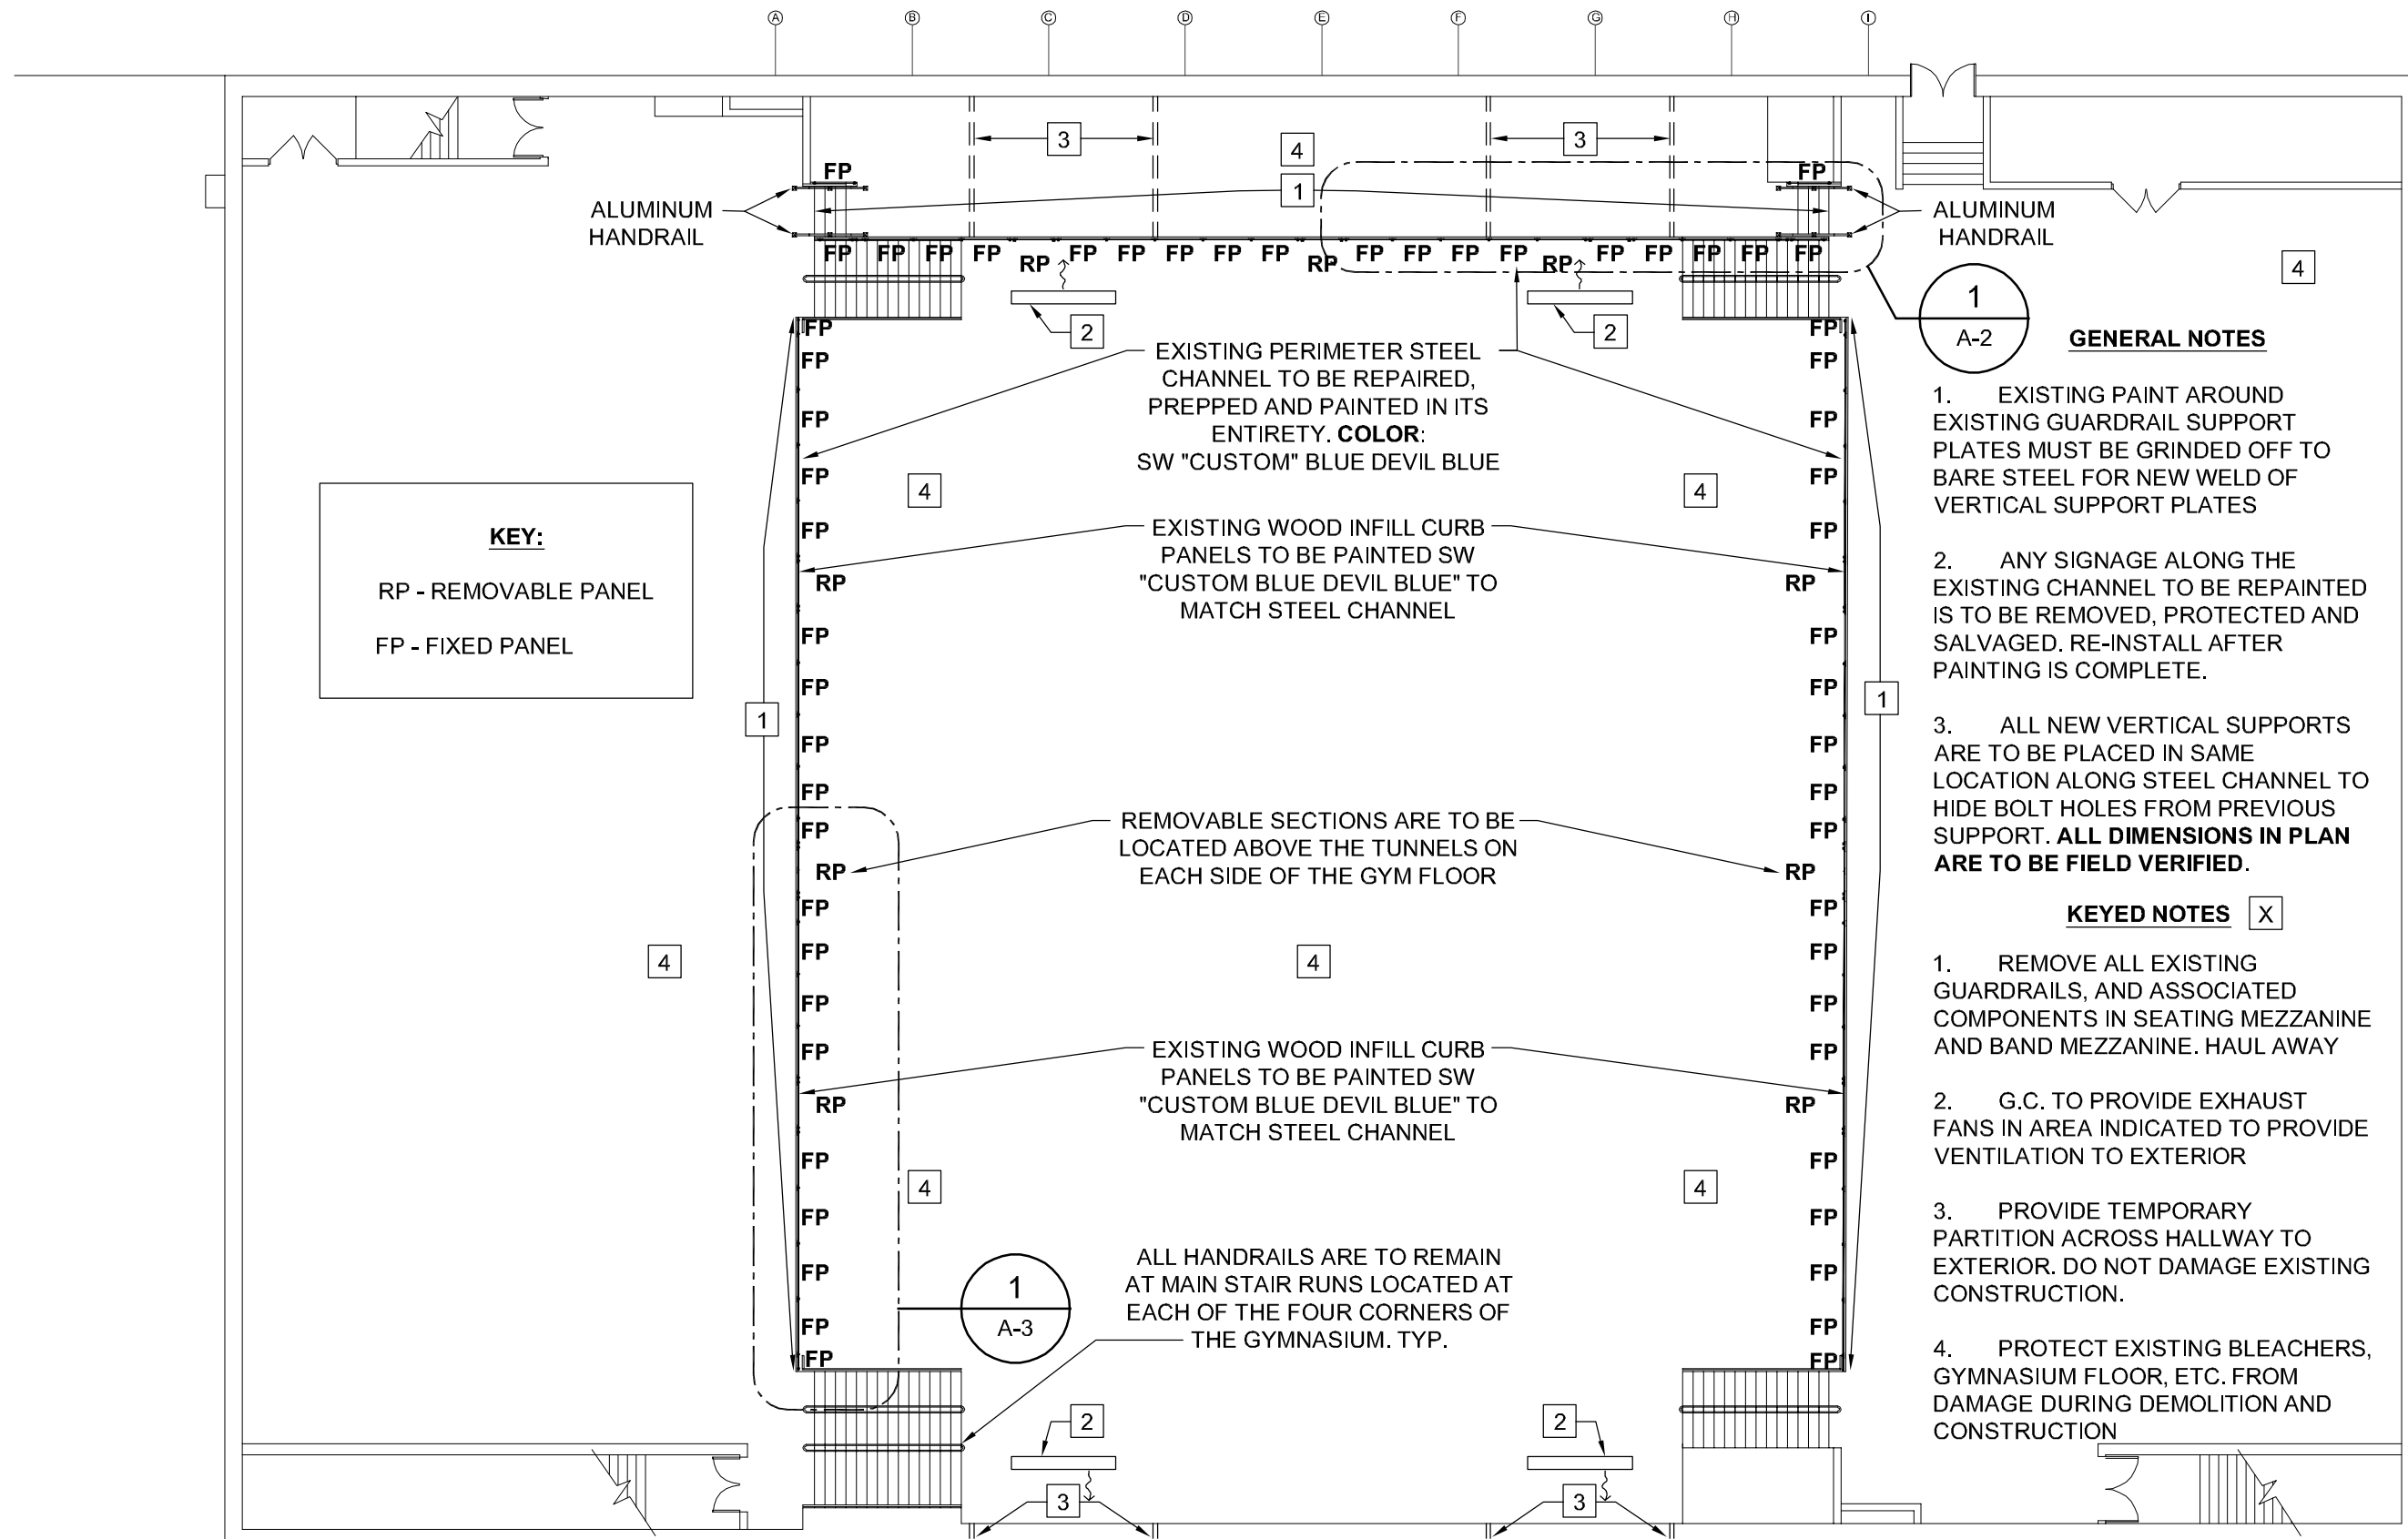 A B C D E F G H I
3
4
3
1
FP
FP
ALUMINUM
HANDRAIL
ALUMINUM
HANDRAIL
FP FP FP FP RP FP FP FP FP FP RP FP FP FP FP RP FP FP FP FP FP
2
2
4
1
A-2
FP
FP
FP
FP
FP
RP
FP
FP
FP
FP
FP
RP
FP
FP
FP
FP
RP
FP
FP
FP
FP
FP
FP
FP
FP
FP
FP
RP
FP
FP
FP
FP
FP
RP
FP
FP
FP
FP
RP
FP
FP
FP
FP
FP
EXISTING PERIMETER STEEL
CHANNEL TO BE REPAIRED,
PREPPED AND PAINTED IN ITS
ENTIRETY. COLOR:
SW "CUSTOM" BLUE DEVIL BLUE
4
4
EXISTING WOOD INFILL CURB
PANELS TO BE PAINTED SW
"CUSTOM BLUE DEVIL BLUE" TO
MATCH STEEL CHANNEL
KEY:
RP - REMOVABLE PANEL
FP - FIXED PANEL
1
1
REMOVABLE SECTIONS ARE TO BE
LOCATED ABOVE THE TUNNELS ON
EACH SIDE OF THE GYM FLOOR
4
4
EXISTING WOOD INFILL CURB
PANELS TO BE PAINTED SW
"CUSTOM BLUE DEVIL BLUE" TO
MATCH STEEL CHANNEL
4
4
ALL HANDRAILS ARE TO REMAIN
AT MAIN STAIR RUNS LOCATED AT
EACH OF THE FOUR CORNERS OF
THE GYMNASIUM. TYP.
1
A-3
2
2
3
3
GENERAL NOTES
1. EXISTING PAINT AROUND
EXISTING GUARDRAIL SUPPORT
PLATES MUST BE GRINDED OFF TO
BARE STEEL FOR NEW WELD OF
VERTICAL SUPPORT PLATES
2. ANY SIGNAGE ALONG THE
EXISTING CHANNEL TO BE REPAINTED
IS TO BE REMOVED, PROTECTED AND
SALVAGED. RE-INSTALL AFTER
PAINTING IS COMPLETE.
3. ALL NEW VERTICAL SUPPORTS
ARE TO BE PLACED IN SAME
LOCATION ALONG STEEL CHANNEL TO
HIDE BOLT HOLES FROM PREVIOUS
SUPPORT. ALL DIMENSIONS IN PLAN
ARE TO BE FIELD VERIFIED.
KEYED NOTES X
1. REMOVE ALL EXISTING
GUARDRAILS, AND ASSOCIATED
COMPONENTS IN SEATING MEZZANINE
AND BAND MEZZANINE. HAUL AWAY
2. G.C. TO PROVIDE EXHAUST
FANS IN AREA INDICATED TO PROVIDE
VENTILATION TO EXTERIOR
3. PROVIDE TEMPORARY
PARTITION ACROSS HALLWAY TO
EXTERIOR. DO NOT DAMAGE EXISTING
CONSTRUCTION.
4. PROTECT EXISTING BLEACHERS,
GYMNASIUM FLOOR, ETC. FROM
DAMAGE DURING DEMOLITION AND
CONSTRUCTION